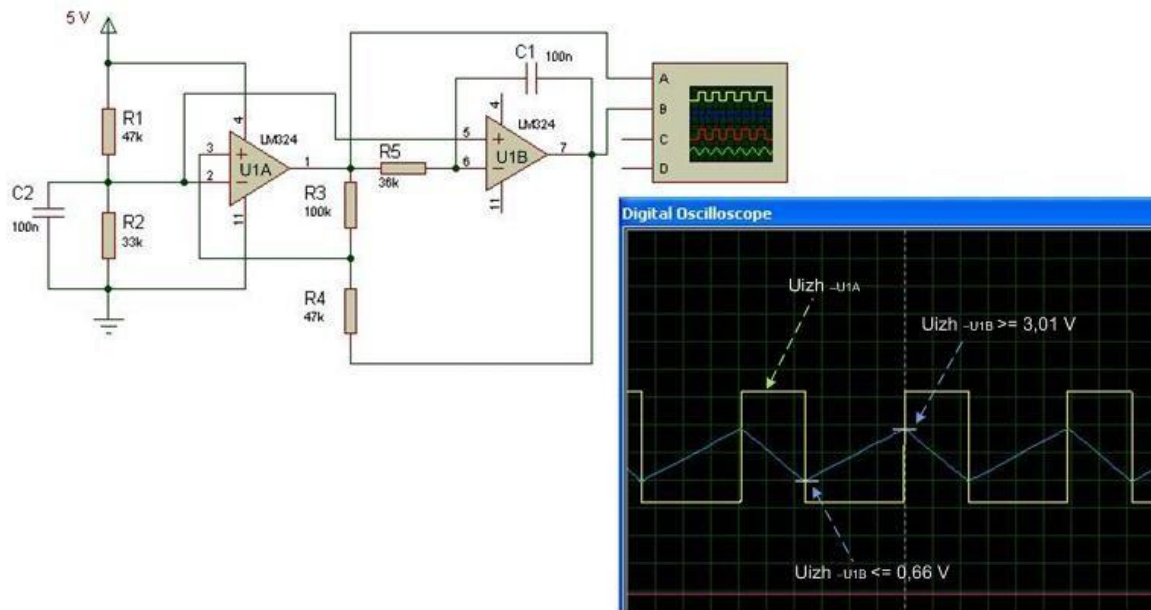 5 V
C1
100n
A
B
C
D
R1
47k
4
LM324
3
2
U1A
1
11
R5
36k
4
LM324
5
6
U1B
7
11
C2
100n
R2
33k
R3
100k
R4
47k
Digital Oscilloscope
Uizh -U1A
Uizh -U1B >= 3,01 V
Uizh -U1B <= 0,66 V